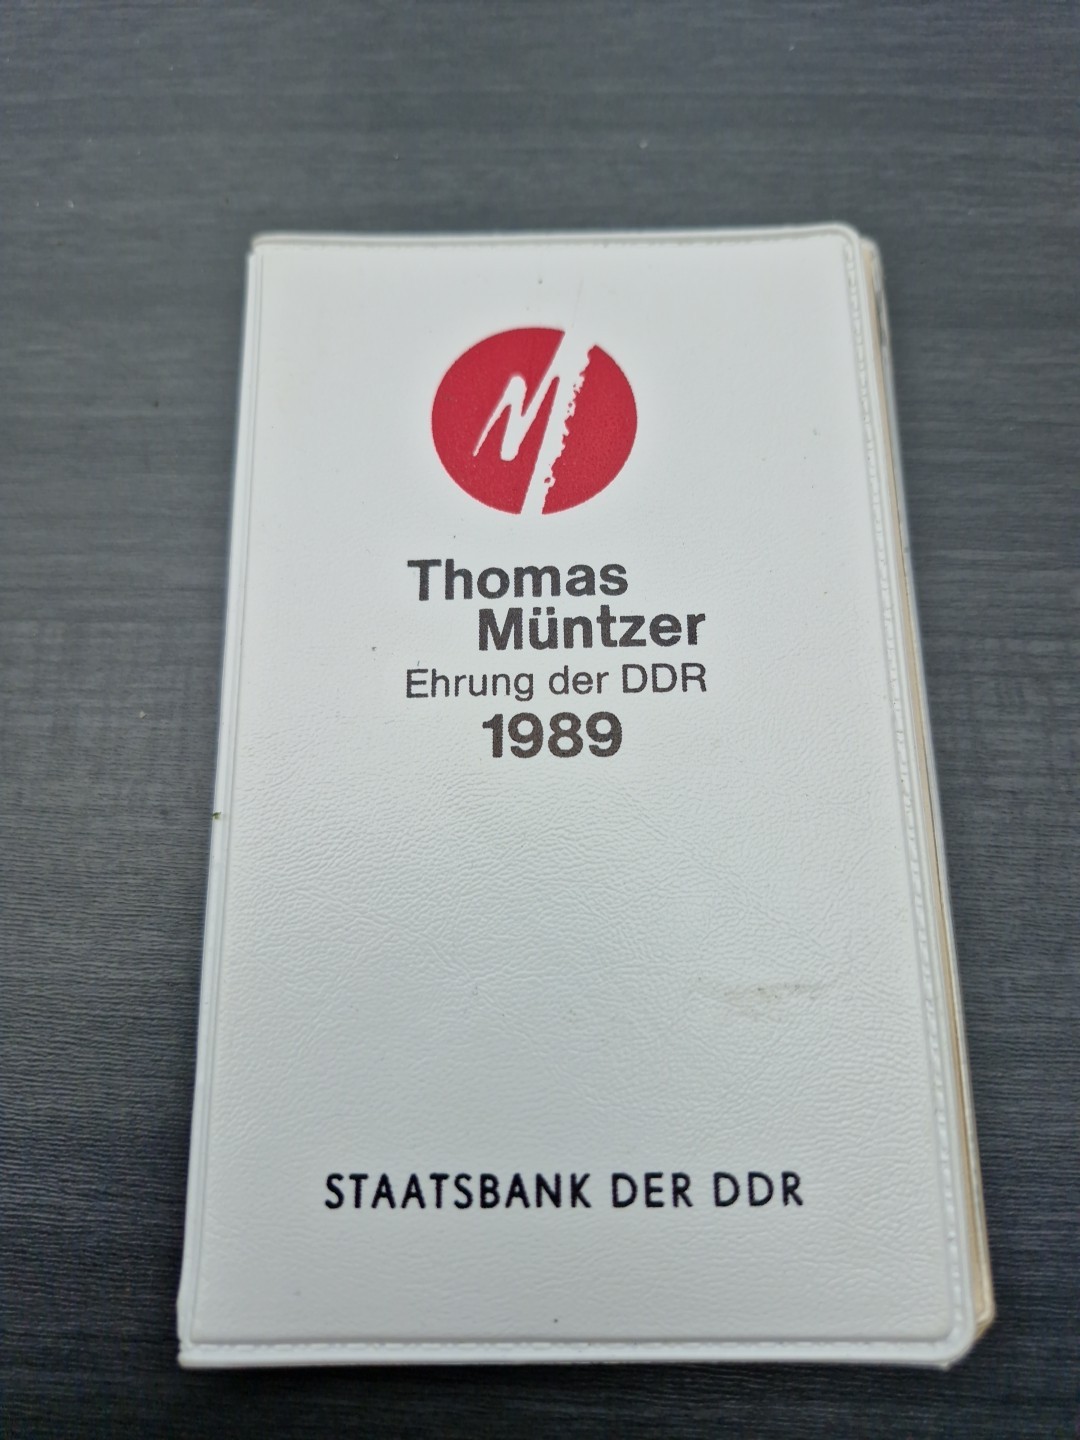 M
Thomas
Müntzer
Ehrung der DDR
1989
STAATSBANK DER DDR